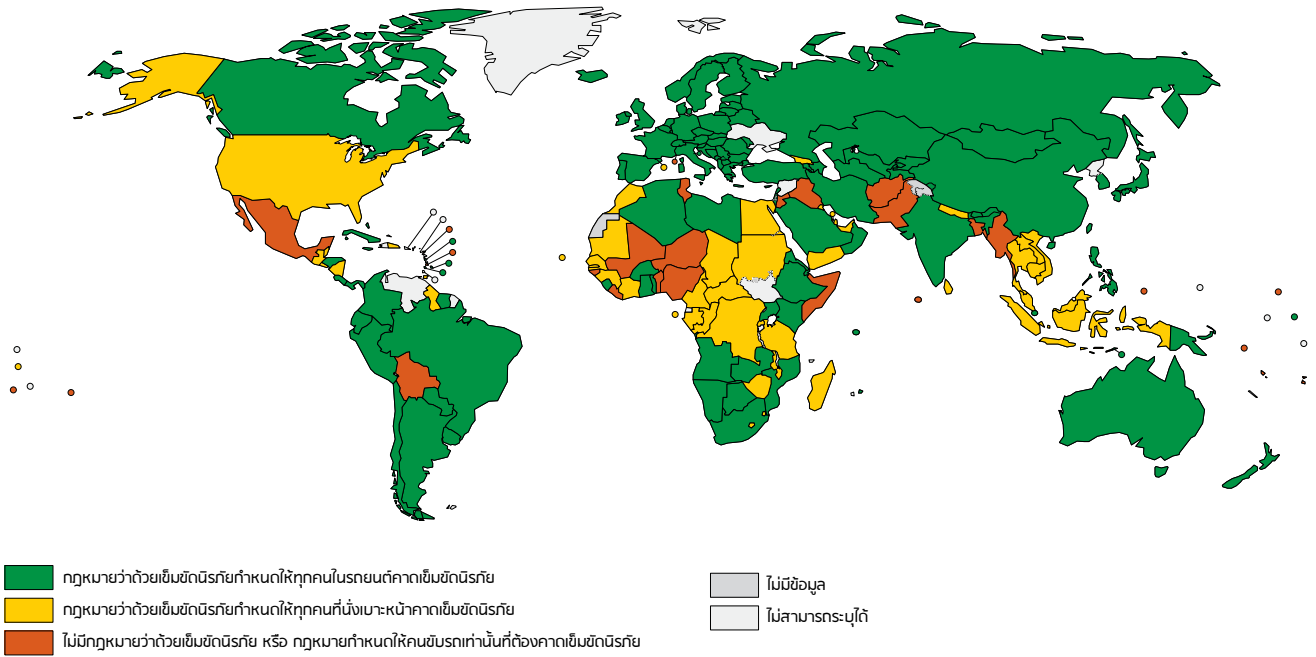 กฎหมายว่าด้วยเข็มขัดนิรภัยกำหนดให้ทุกคนในรถยนต์คาดเข็มขัดนิรภัย
กฎหมายว่าด้วยเข็มขัดนิรภัยกำหนดให้ทุกคนที่นั่งเบาะหน้าคาดเข็มขัดนิรภัย
ไม่มีกฎหมายว่าด้วยเข็มขัดนิรภัย หรือ กฎหมายกำหนดให้คนขับรถเท่านั้นที่ต้องคาดเข็มขัดนิรภัย
ไม่มีข้อมูล
ไม่สามารถระบุได้